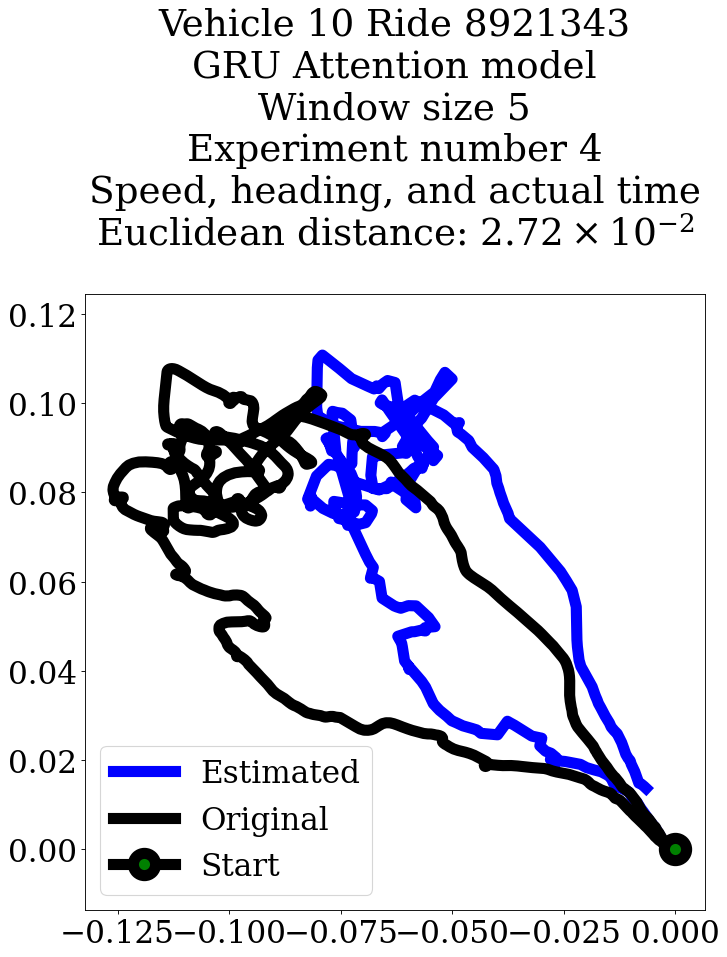 Vehicle 10 Ride 8921343
GRU Attention model
Window size 5
Experiment number 4
Speed, heading, and actual time
Euclidean distance: 2.72 × 10⁻²
0.12
0.10
0.08
0.06
0.04
0.02
0.00
Estimated
Original
Start
−0.125 −0.100 −0.075 −0.050 −0.025 0.000